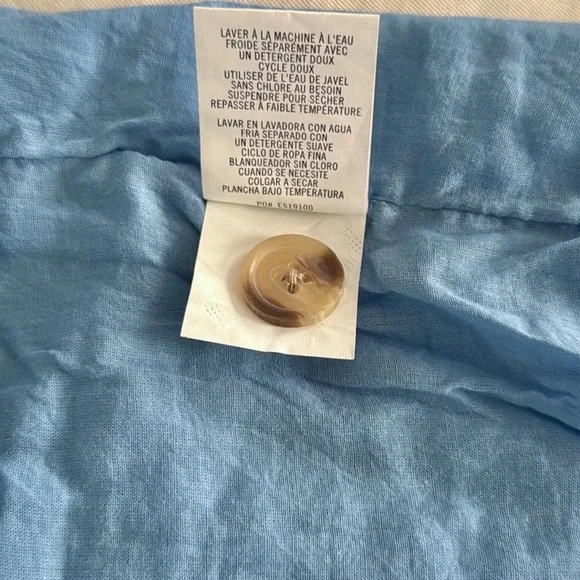 LAVER À LA MACHINE À L'EAU
FROIDE SÉPARÉMENT AVEC
UN DETERGENT DOUX
CYCLE DOUX
UTILISER DE L'EAU DE JAVEL
SANS CHLORE AU BESOIN
SUSPENDRE POUR SÉCHER
REPASSER À FAIBLE TEMPÉRATURE
LAVAR EN LAVADORA CON AGUA
FRIA SEPARADO CON
UN DETERGENTE SUAVE
CICLO DE ROPA FINA
BLANQUEADOR SIN CLORO
CUANDO SE NECESITE
COLGAR A SECAR
PLANCHA BAJO TEMPERATURA
PO# ES19100